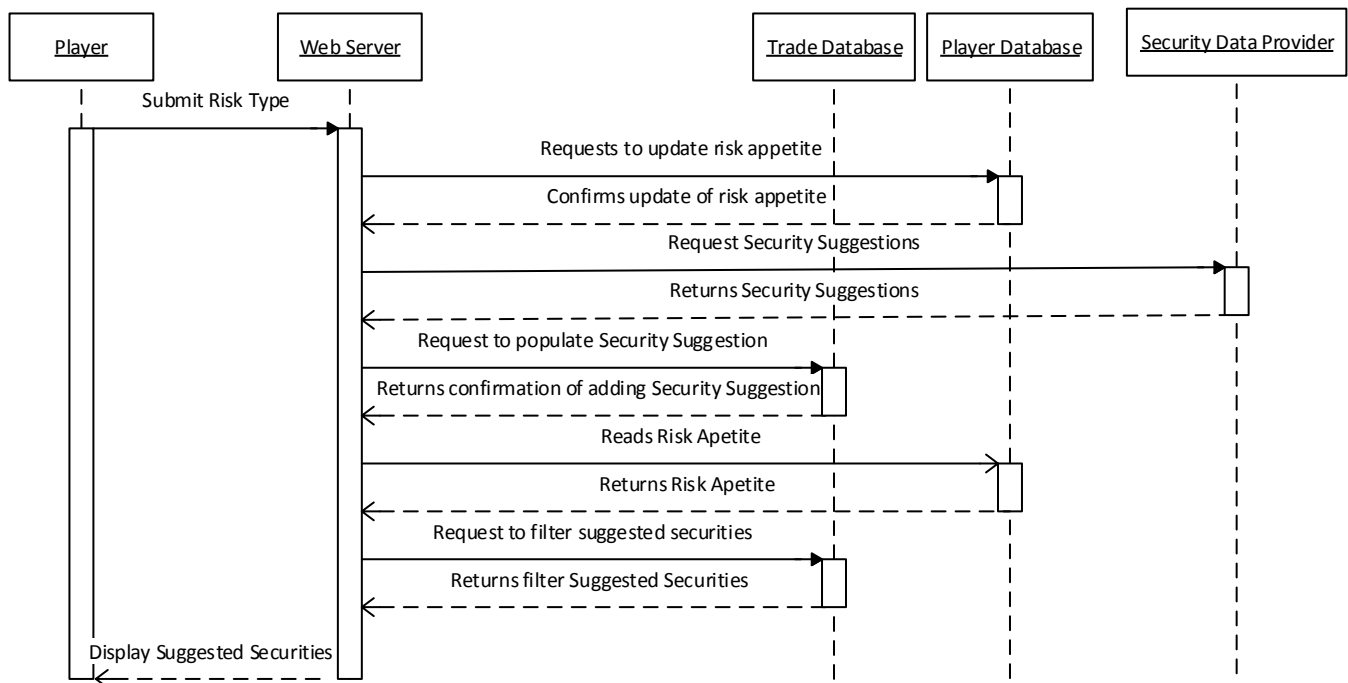 Player
Web Server
Trade Database
Player Database
Security Data Provider
Submit Risk Type
Requests to update risk appetite
Confirms update of risk appetite
Request Security Suggestions
Returns Security Suggestions
Request to populate Security Suggestion
Returns confirmation of adding Security Suggestion
Reads Risk Apetite
Returns Risk Apetite
Request to filter suggested securities
Returns filter Suggested Securities
Display Suggested Securities